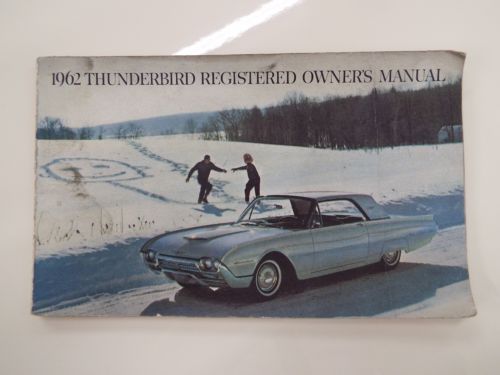 1962 THUNDERBIRD REGISTERED OWNER'S MANUAL